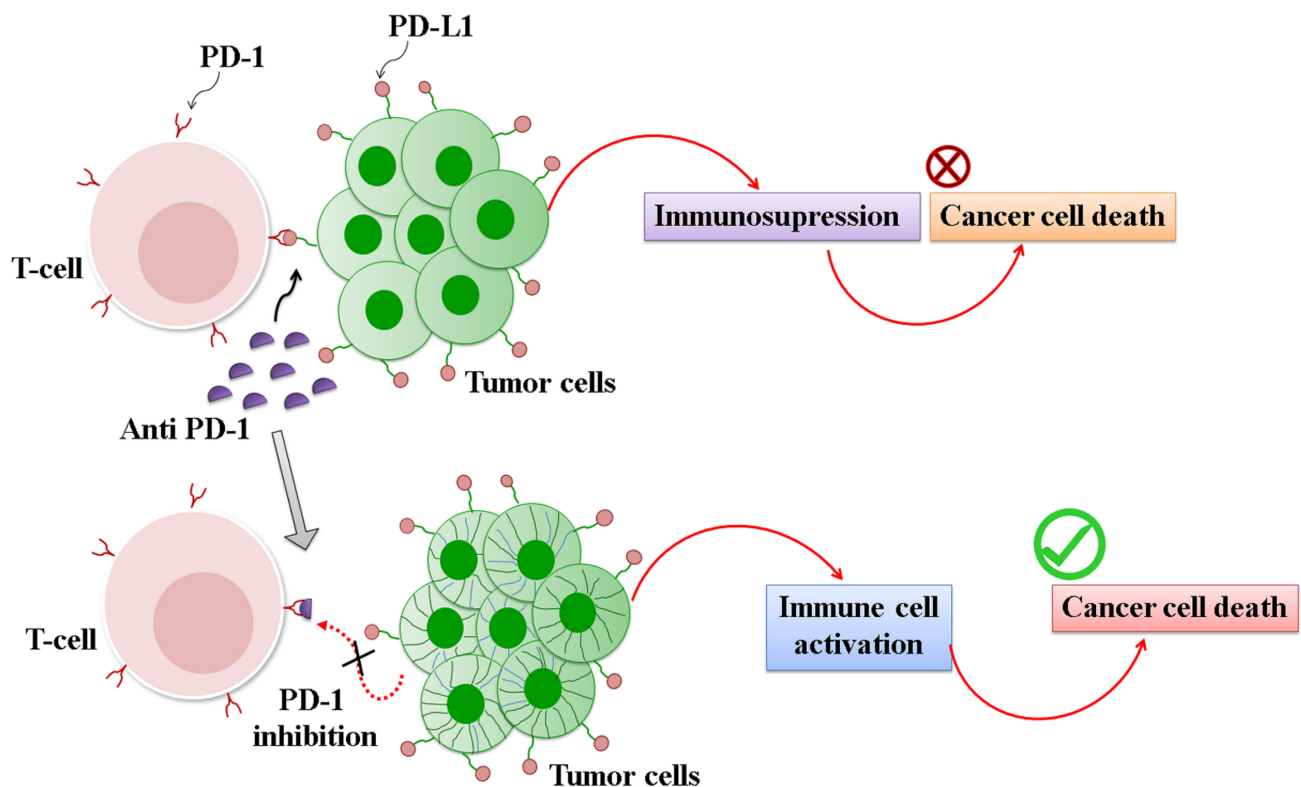 PD-L1
PD-1
T-cell
Immunosupression
Cancer cell death
Tumor cells
Anti PD-1
T-cell
PD-1
inhibition
Tumor cells
Immune cell
activation
Cancer cell death